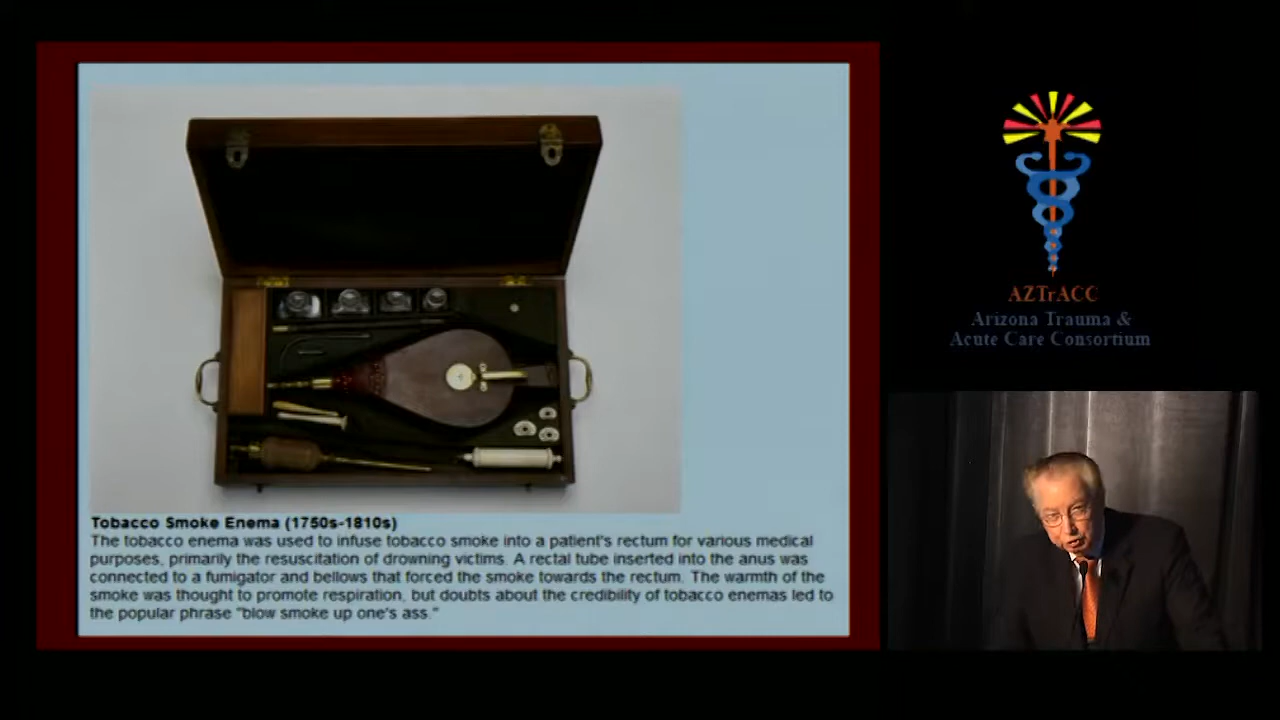 Tobacco Smoke Enema (1750s-1810s)
The tobacco enema was used to infuse tobacco smoke into a patient's rectum for various medical
purposes, primarily the resuscitation of drowning victims. A rectal tube inserted into the anus was
connected to a fumigator and bellows that forced the smoke towards the rectum. The warmth of the
smoke was thought to promote respiration, but doubts about the credibility of tobacco enemas led to
the popular phrase "blow smoke up one's ass."
AZTrACC
Arizona Trauma &
Acute Care Consortium